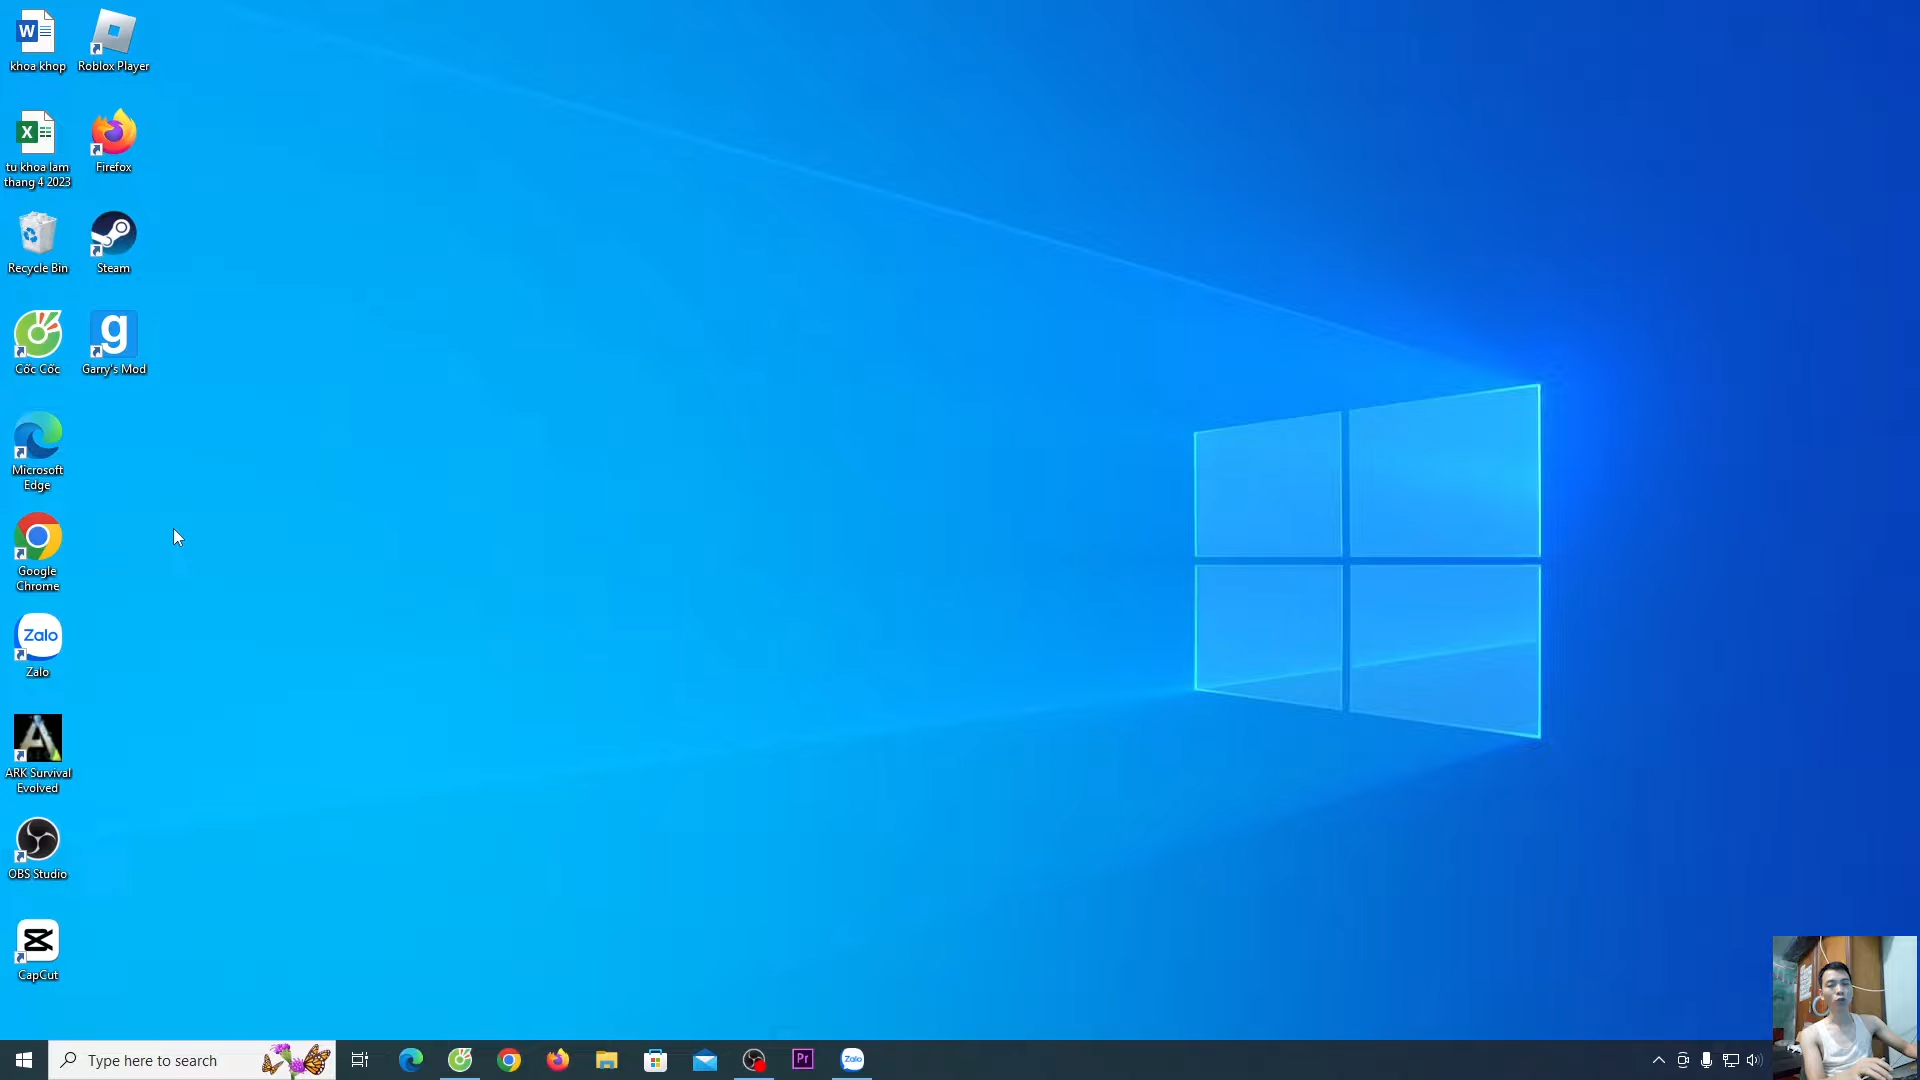 khoa khop
Roblox Player
tu khoa lam
thang 4 2023
Firefox
Recycle Bin
Steam
Cốc Cốc
g
Garry's Mod
Microsoft
Edge
Google
Chrome
Zalo
Zalo
ARK Survival
Evolved
OBS Studio
CapCut
Type here to search
Pr
Zalo